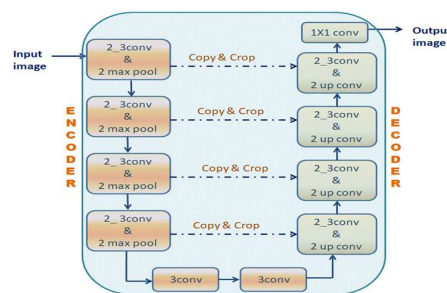 Input
image
2_3conv
&
2 max pool
Copy & Crop
2_3conv
&
2 up conv
1X1 conv
Output
image
2_3conv
&
2 max pool
Copy & Crop
2_3conv
&
2 up conv
2_3conv
&
2 max pool
Copy & Crop
2_3conv
&
2 up conv
2_3conv
&
2 max pool
Copy & Crop
2_3conv
&
2 up conv
3conv
3conv
ENCODER
DECODER